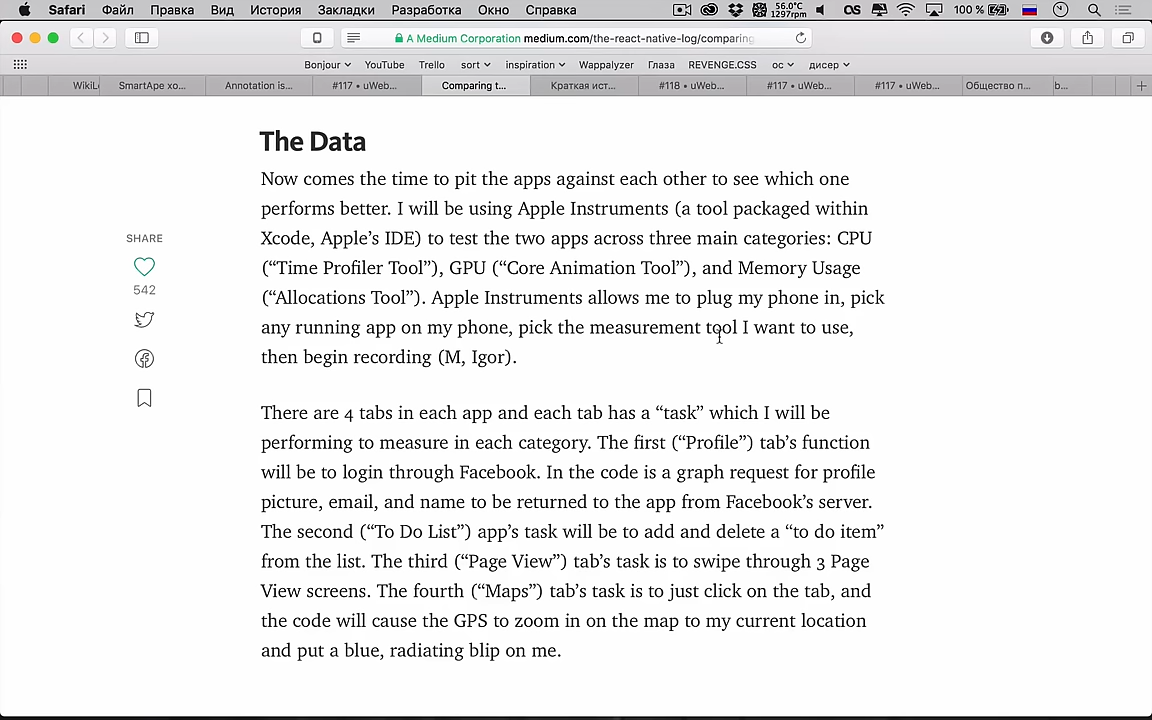 Safari Файл Правка Вид История Закладки Разработка Окно Справка 56.0°C 1297rpm 100 %
A Medium Corporation medium.com/the-react-native-log/comparing
Bonjour YouTube Trello sort inspiration Wappalyzer Глаза REVENGE.CSS ос дисер
WikiL SmartApe хо... Annotation is... #117 • uWeb... Comparing t... Краткая ист... #118 • uWeb... #117 • uWeb... #117 • uWeb... Общество п... b...
The Data
Now comes the time to pit the apps against each other to see which one
performs better. I will be using Apple Instruments (a tool packaged within
Xcode, Apple’s IDE) to test the two apps across three main categories: CPU
(“Time Profiler Tool”), GPU (“Core Animation Tool”), and Memory Usage
(“Allocations Tool”). Apple Instruments allows me to plug my phone in, pick
any running app on my phone, pick the measurement tool I want to use,
then begin recording (M, Igor).
SHARE
542
There are 4 tabs in each app and each tab has a “task” which I will be
performing to measure in each category. The first (“Profile”) tab’s function
will be to login through Facebook. In the code is a graph request for profile
picture, email, and name to be returned to the app from Facebook’s server.
The second (“To Do List”) app’s task will be to add and delete a “to do item”
from the list. The third (“Page View”) tab’s task is to swipe through 3 Page
View screens. The fourth (“Maps”) tab’s task is to just click on the tab, and
the code will cause the GPS to zoom in on the map to my current location
and put a blue, radiating blip on me.